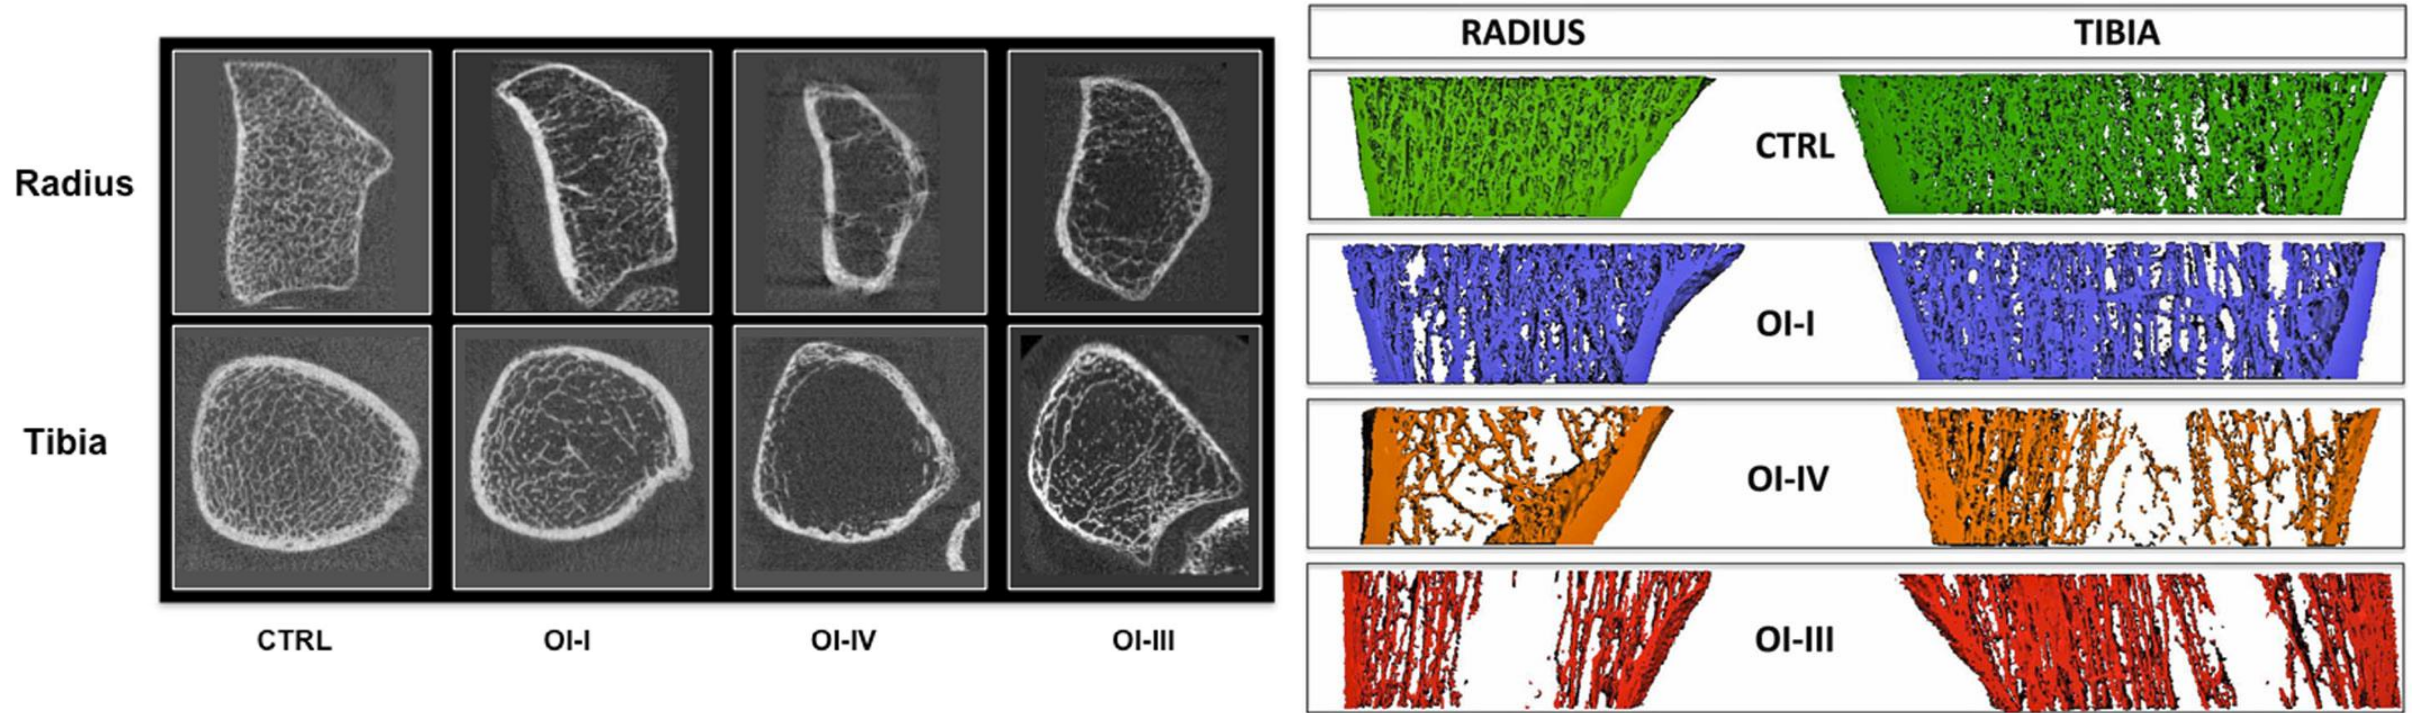 Radius
Tibia
CTRL
OI-I
OI-IV
OI-III
RADIUS
TIBIA
CTRL
OI-I
OI-IV
OI-III